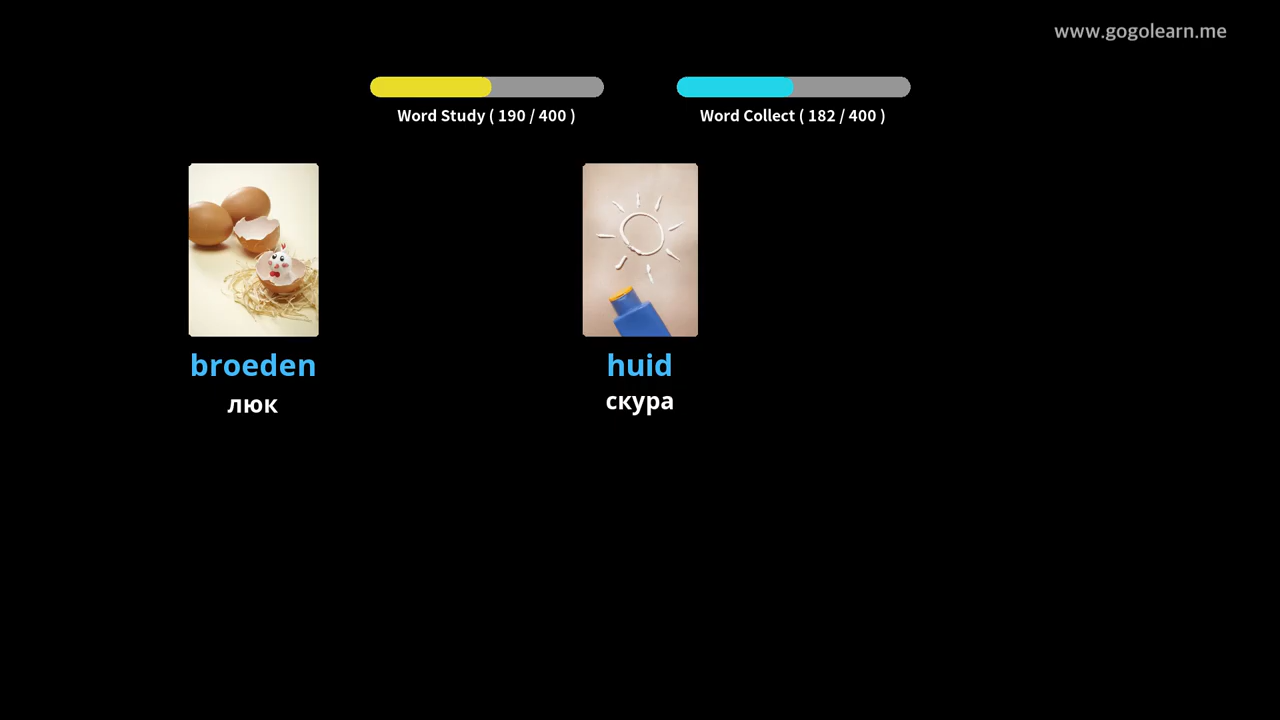 www.gogolearn.me
Word Study ( 190 / 400 )
Word Collect ( 182 / 400 )
broeden
люк
huid
скура